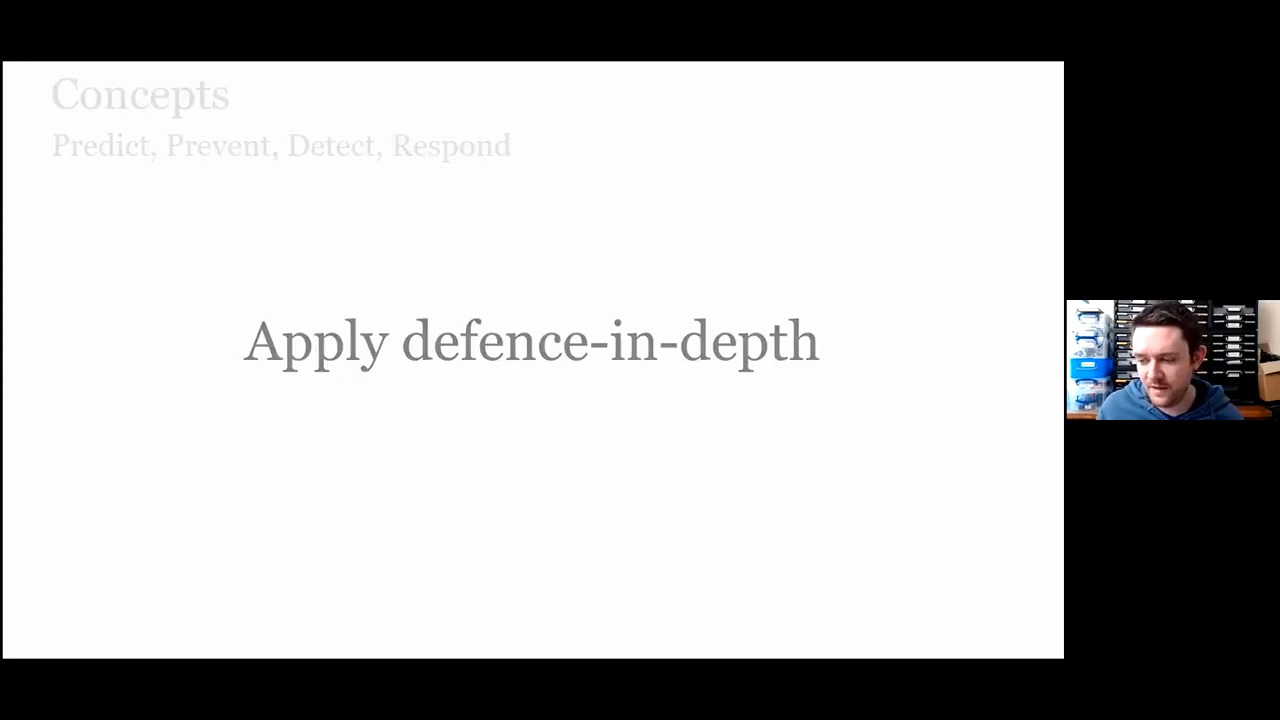 Concepts
Predict, Prevent, Detect, Respond
Apply defence-in-depth